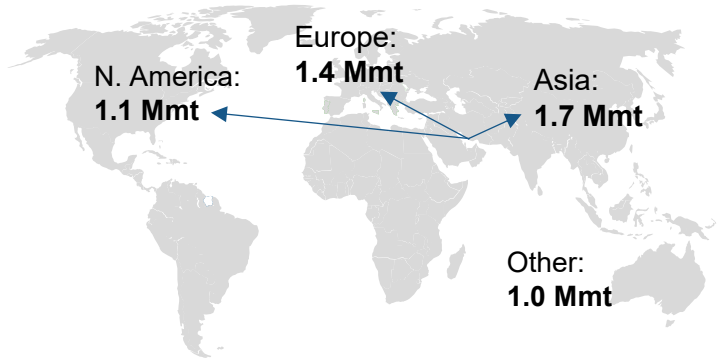 Europe:
1.4 Mmt
N. America:
1.1 Mmt
Asia:
1.7 Mmt
Other:
1.0 Mmt